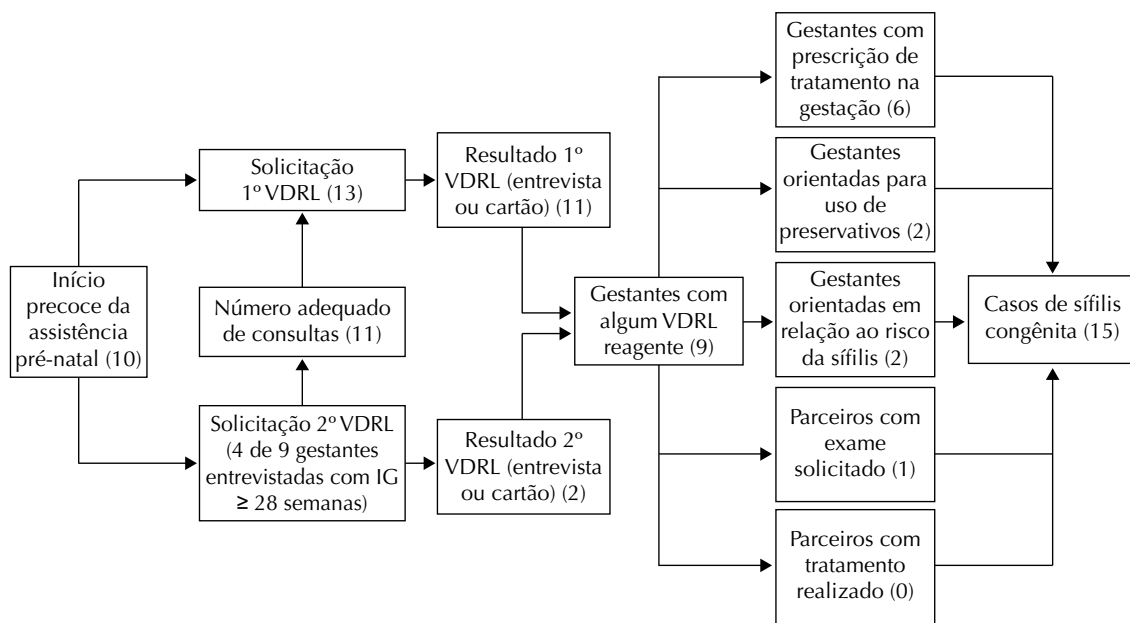 Início
precoce da
assistência
pré-natal (10)
Solicitação
1º VDRL (13)
Número adequado
de consultas (11)
Solicitação 2º VDRL
(4 de 9 gestantes
entrevistadas com IG
≥ 28 semanas)
Resultado 1º
VDRL (entrevista
ou cartão) (11)
Resultado 2º
VDRL (entrevista
ou cartão) (2)
Gestantes com
algum VDRL
reagente (9)
Gestantes com
prescrição de
tratamento na
gestação (6)
Gestantes
orientadas para
uso de
preservativos (2)
Gestantes
orientadas em
relação ao risco
da sífilis (2)
Parceiros com
exame
solicitado (1)
Parceiros com
tratamento
realizado (0)
Casos de sífilis
congênita (15)